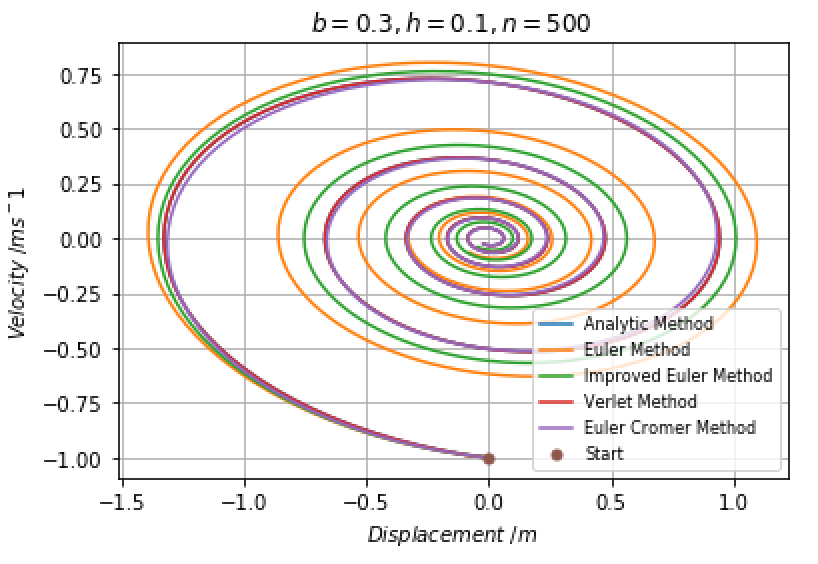 b = 0.3, h = 0.1, n = 500
0.75
0.50
0.25
0.00
−0.25
−0.50
−0.75
−1.00
Velocity /ms⁻1
Analytic Method
Euler Method
Improved Euler Method
Verlet Method
Euler Cromer Method
Start
−1.5
−1.0
−0.5
0.0
0.5
1.0
Displacement /m